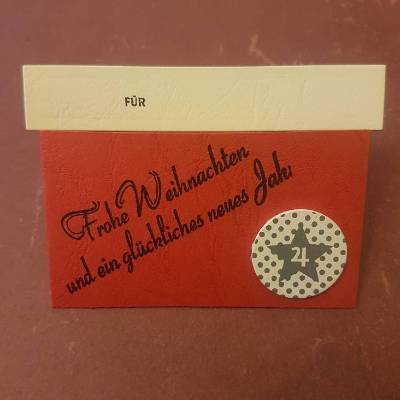 FÜR
Frohe Weihnachten
und ein glückliches neues Jahr
24